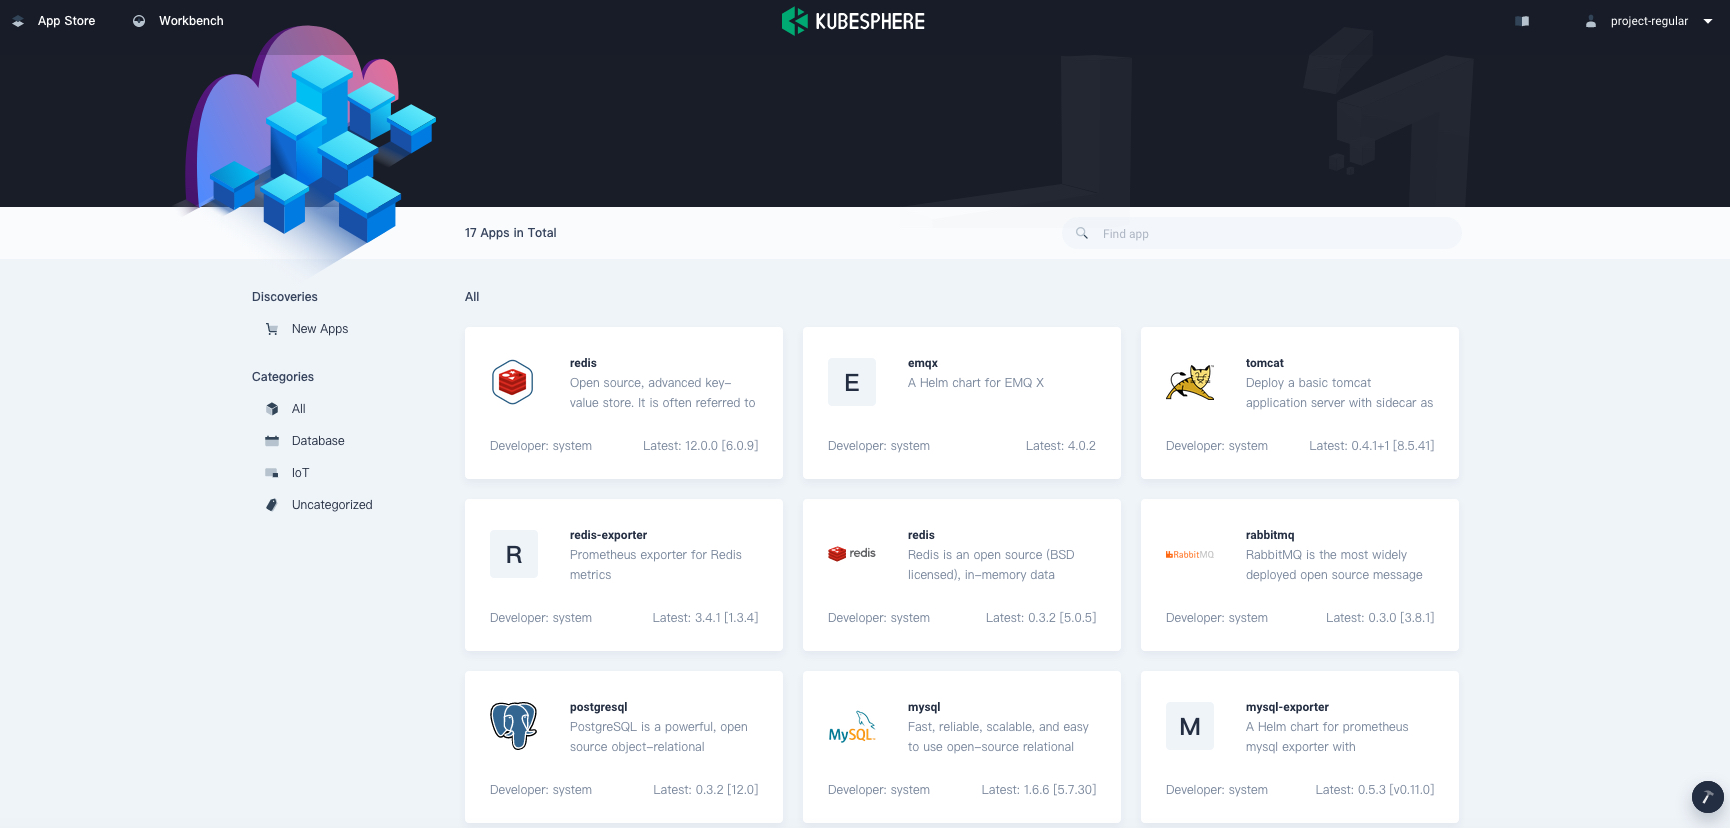 App Store
Workbench
KUBESPHERE
project-regular
17 Apps in Total
Find app
Discoveries
New Apps
Categories
All
Database
IoT
Uncategorized
All
redis
Open source, advanced key-
value store. It is often referred to
Developer: system
Latest: 12.0.0 [6.0.9]
E
emqx
A Helm chart for EMQ X
Developer: system
Latest: 4.0.2
tomcat
Deploy a basic tomcat
application server with sidecar as
Developer: system
Latest: 0.4.1+1 [8.5.41]
R
redis-exporter
Prometheus exporter for Redis
metrics
Developer: system
Latest: 3.4.1 [1.3.4]
redis
redis
Redis is an open source (BSD
licensed), in-memory data
Developer: system
Latest: 0.3.2 [5.0.5]
RabbitMQ
rabbitmq
RabbitMQ is the most widely
deployed open source message
Developer: system
Latest: 0.3.0 [3.8.1]
postgresql
PostgreSQL is a powerful, open
source object-relational
Developer: system
Latest: 0.3.2 [12.0]
MySQL
mysql
Fast, reliable, scalable, and easy
to use open-source relational
Developer: system
Latest: 1.6.6 [5.7.30]
M
mysql-exporter
A Helm chart for prometheus
mysql exporter with
Developer: system
Latest: 0.5.3 [v0.11.0]